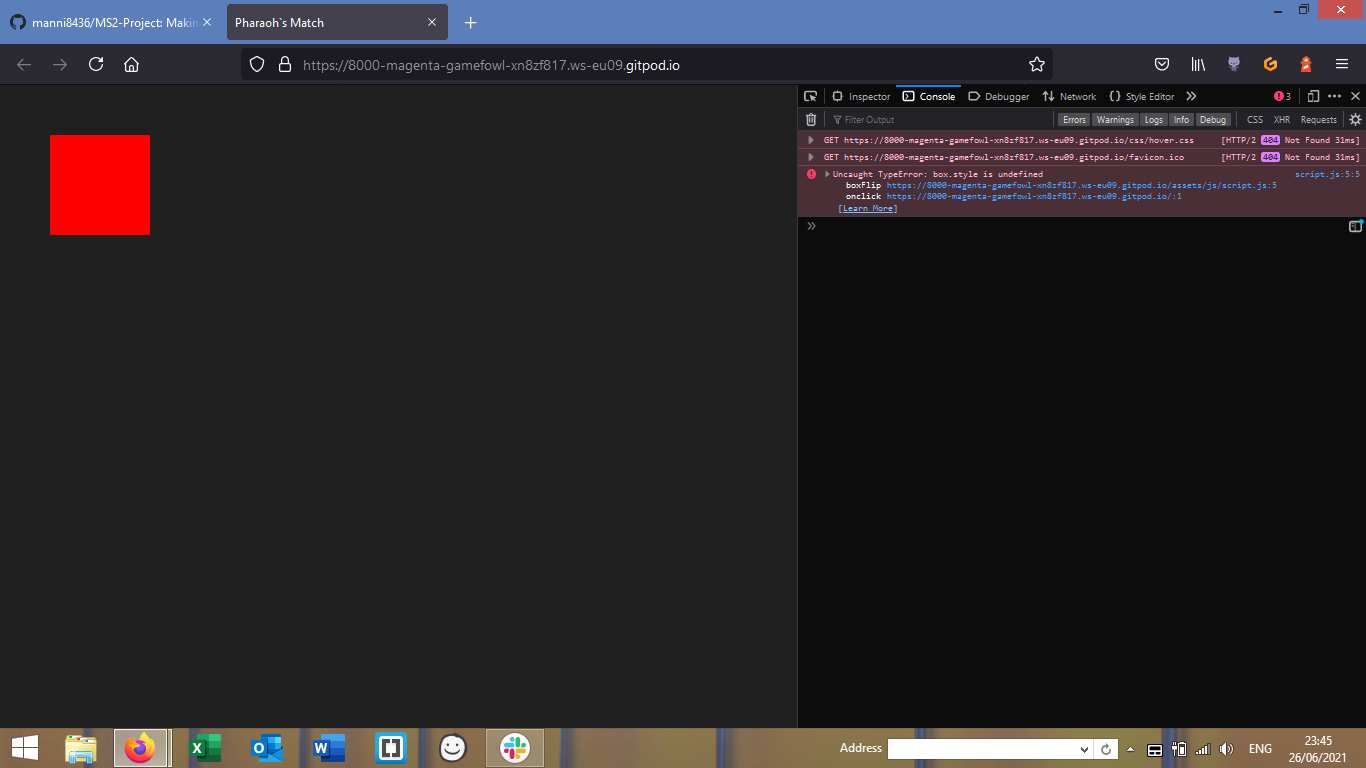 manni8436/MS2-Project: Makin
Pharaoh`s Match
https://8000-magenta-gamefowl-xn8zf817.ws-eu09.gitpod.io
Inspector Console Debugger Network Style Editor 3
Filter Output Errors Warnings Logs Info Debug CSS XHR Requests
GET https://8000-magenta-gamefowl-xn8zf817.ws-eu09.gitpod.io/css/hover.css [HTTP/2 404 Not Found 31ms]
GET https://8000-magenta-gamefowl-xn8zf817.ws-eu09.gitpod.io/favicon.ico [HTTP/2 404 Not Found 31ms]
Uncaught TypeError: box.style is undefined script.js:5:5
boxFlip https://8000-magenta-gamefowl-xn8zf817.ws-eu09.gitpod.io/assets/js/script.js:5
onclick https://8000-magenta-gamefowl-xn8zf817.ws-eu09.gitpod.io/:1
[Learn More]
Address ENG 23:45
26/06/2021